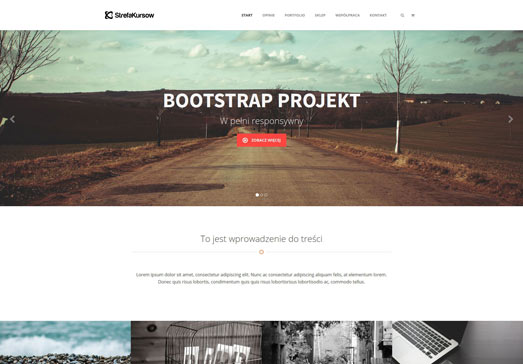 StrefaKursow
START OPINIE PORTFOLIO SKLEP WSPÓŁPRACA KONTAKT
BOOTSTRAP PROJEKT
W pełni responsywny
ZOBACZ WIĘCEJ
To jest wprowadzenie do treści
Lorem ipsum dolor sit amet, consectetur adipiscing elit. Nunc ac consectetur adipiscing aliquam felis, at elementum lorem.
Donec quis risus lobortis, condimentum quis quis risus lobortorisus lobortisodio ac, commodo tellus.